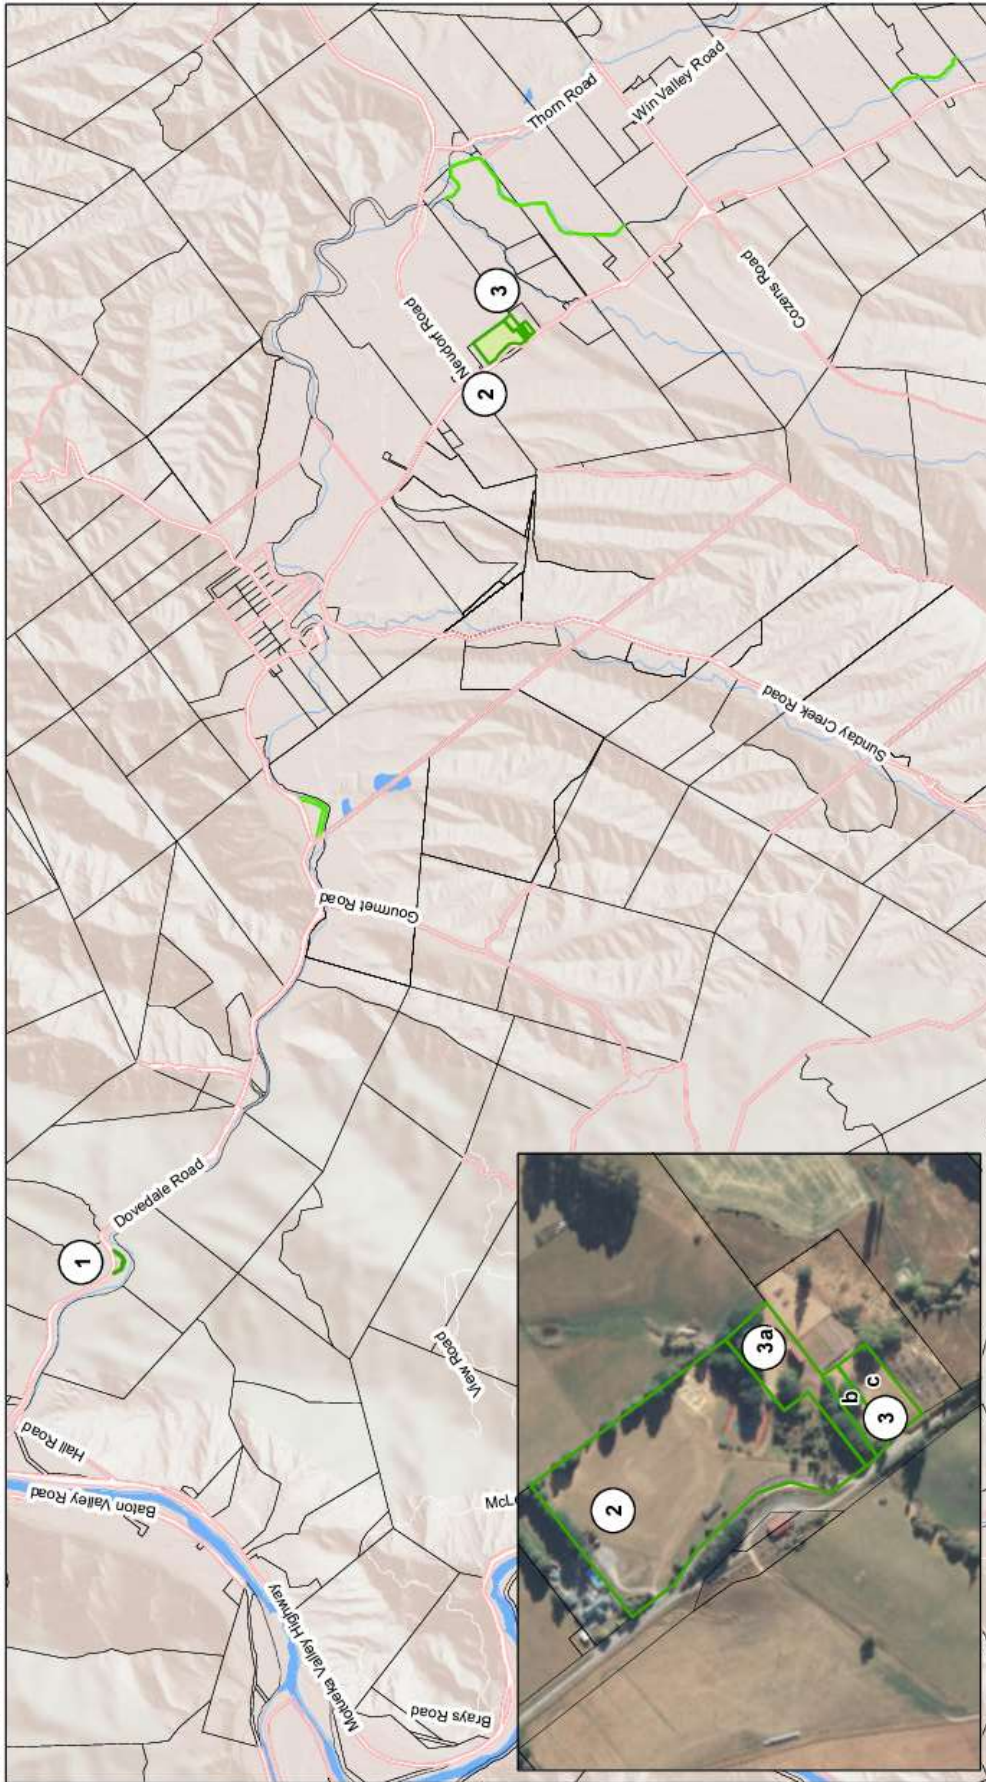 Thorn Road
Win Valley Road
3
Neudorf Road
2
Cozens Road
Sunday Creek Road
Gourmet Road
1
Dovedale Road
View Road
Hall Road
Baton Valley Road
Motueka Valley Highway
Brays Road
3a
b
c
3
2